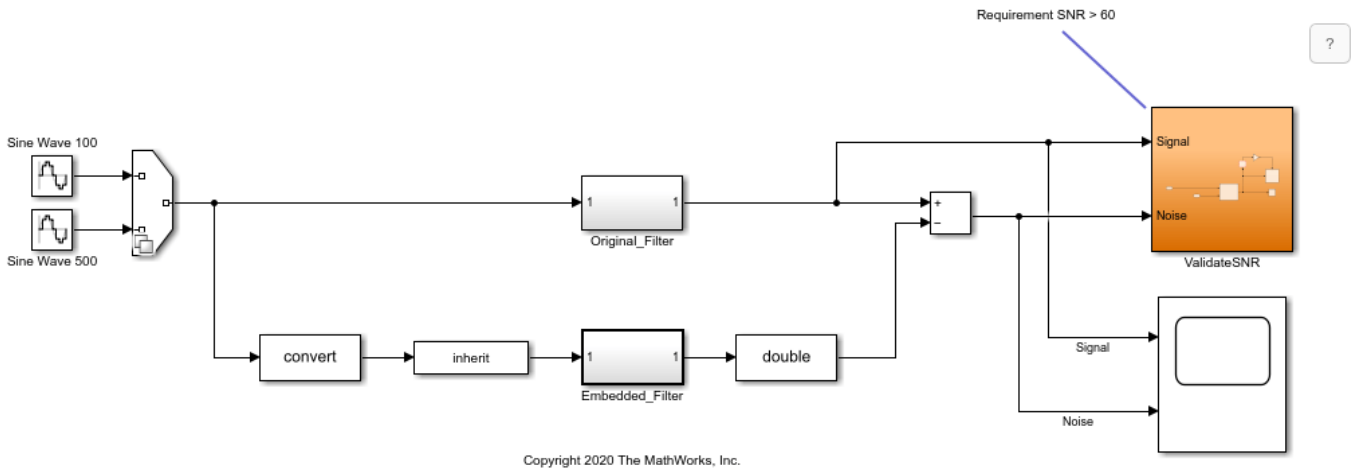 Requirement SNR > 60
?
Sine Wave 100
Sine Wave 500
1 1
Original_Filter
+
−
Signal
Noise
ValidateSNR
convert
inherit
1 1
Embedded_Filter
double
Signal
Noise
Copyright 2020 The MathWorks, Inc.